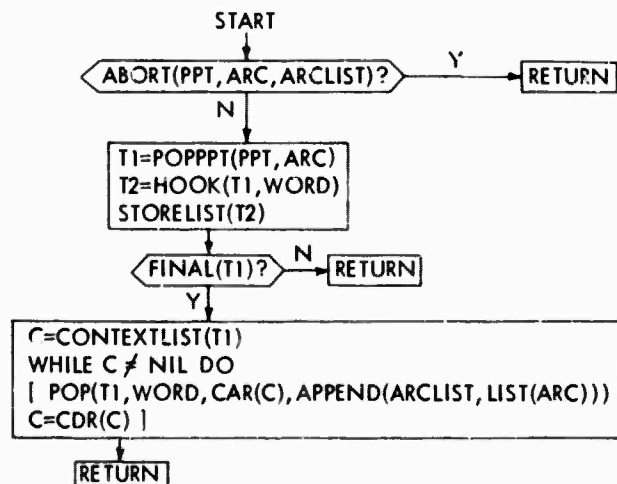 START
ABORT(PPT, ARC, ARCLIST)?
Y
RETURN
N
T1=POPPPT(PPT, ARC)
T2=HOOK(T1, WORD)
STORELIST(T2)
FINAL(T1)?
N
RETURN
Y
C=CONTEXTLIST(T1)
WHILE C ≠ NIL DO
[ POP(T1, WORD, CAR(C), APPEND(ARCLIST, LIST(ARC)))
C=CDR(C) ]
RETURN